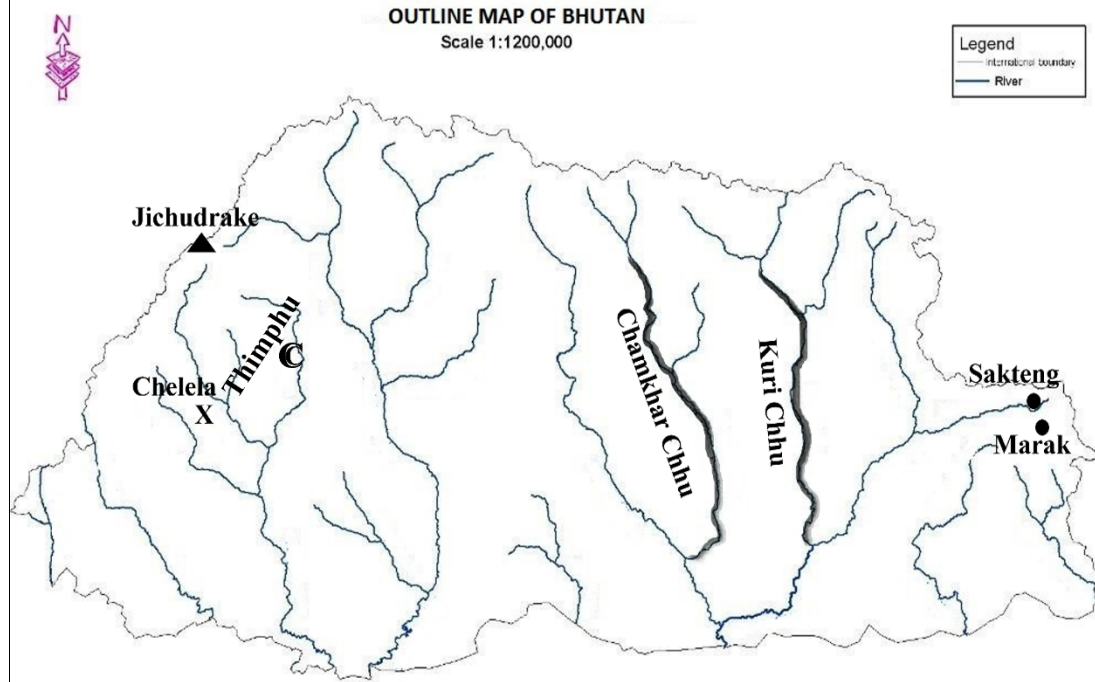 N
OUTLINE MAP OF BHUTAN
Scale 1:1200,000
Legend
International boundary
River
Jichudrake
Thimphu
C
Chelela
X
Chamkhar Chhu
Kuri Chhu
Sakteng
Marak